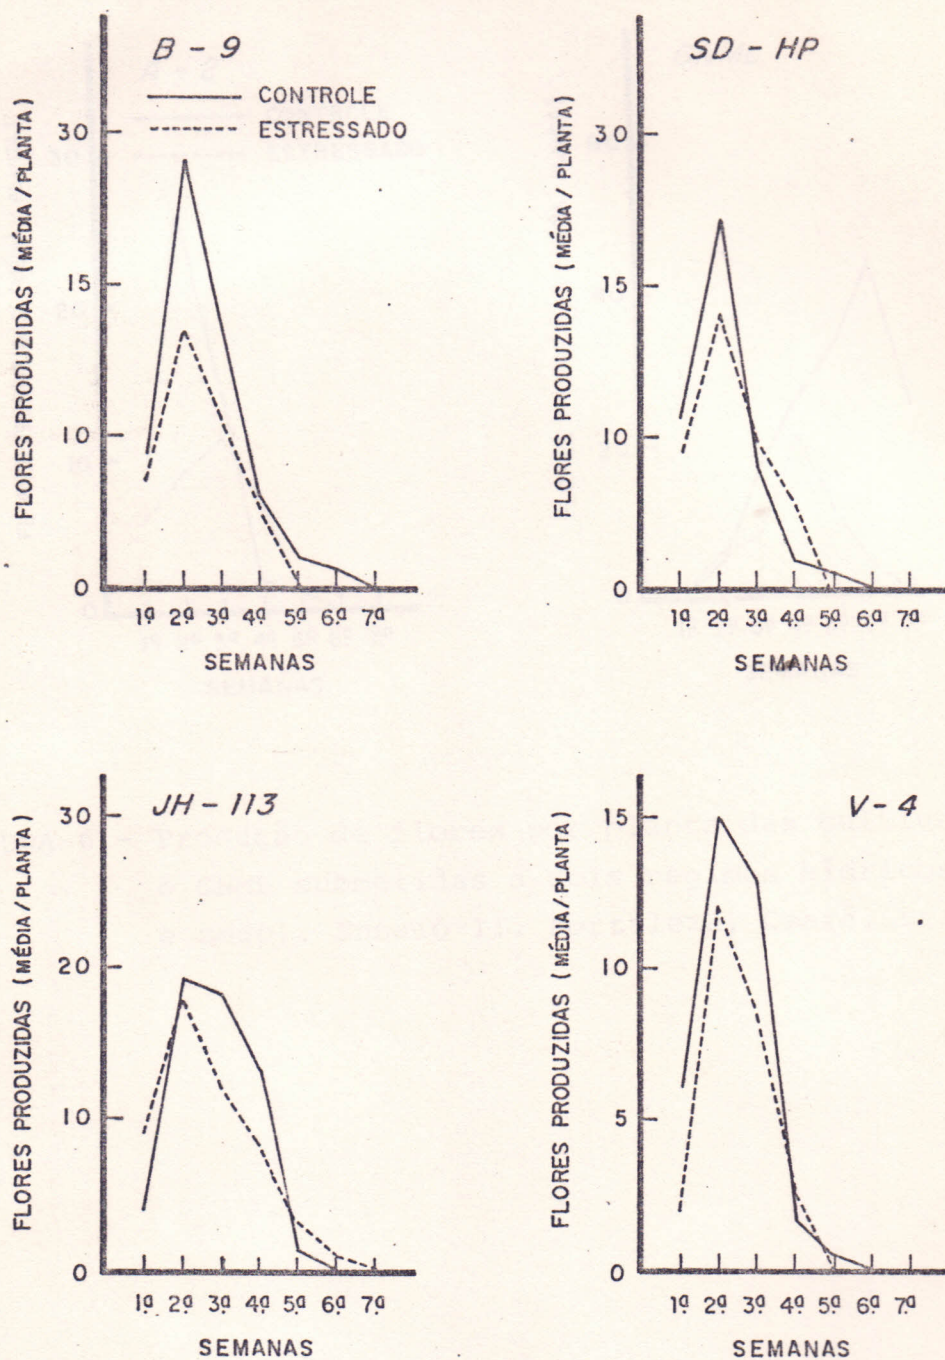 B - 9
CONTROLE
ESTRESSADO
FLORES PRODUZIDAS (MÉDIA/PLANTA)
30
15
10
0
1ª 2ª 3ª 4ª 5ª 6ª 7ª
SEMANAS
SD - HP
FLORES PRODUZIDAS (MÉDIA/PLANTA)
30
15
10
0
1ª 2ª 3ª 4ª 5ª 6ª 7ª
SEMANAS
JH - 113
FLORES PRODUZIDAS (MÉDIA/PLANTA)
30
20
10
0
1ª 2ª 3ª 4ª 5ª 6ª 7ª
SEMANAS
V - 4
FLORES PRODUZIDAS (MÉDIA/PLANTA)
15
10
5
0
1ª 2ª 3ª 4ª 5ª 6ª 7ª
SEMANAS